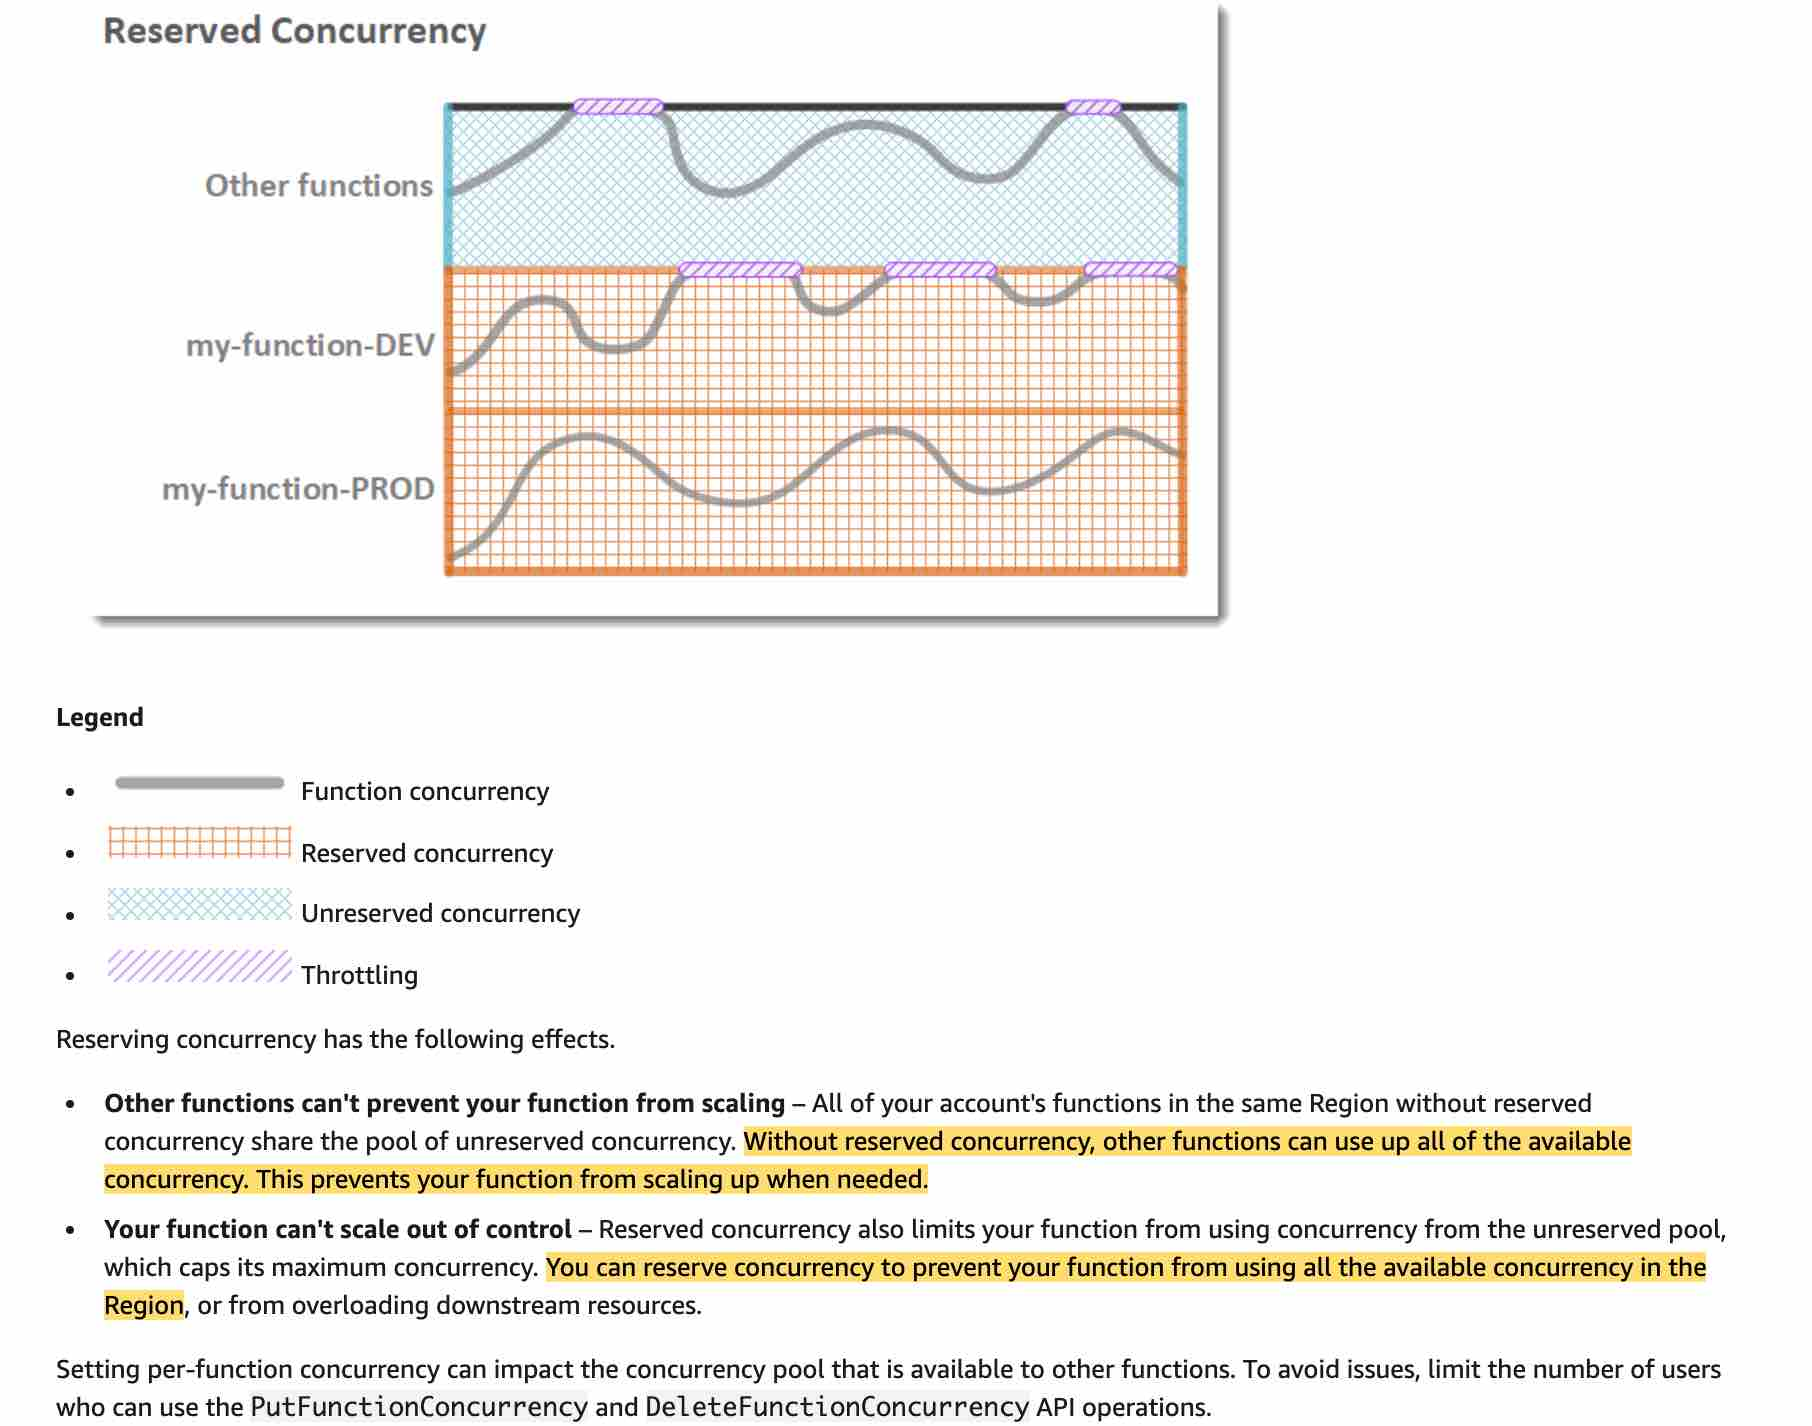 Reserved Concurrency
Other functions
my-function-DEV
my-function-PROD
Legend
Function concurrency
Reserved concurrency
Unreserved concurrency
Throttling
Reserving concurrency has the following effects.
Other functions can't prevent your function from scaling – All of your account's functions in the same Region without reserved
concurrency share the pool of unreserved concurrency. Without reserved concurrency, other functions can use up all of the available
concurrency. This prevents your function from scaling up when needed.
Your function can't scale out of control – Reserved concurrency also limits your function from using concurrency from the unreserved pool,
which caps its maximum concurrency. You can reserve concurrency to prevent your function from using all the available concurrency in the
Region, or from overloading downstream resources.
Setting per-function concurrency can impact the concurrency pool that is available to other functions. To avoid issues, limit the number of users
who can use the PutFunctionConcurrency and DeleteFunctionConcurrency API operations.